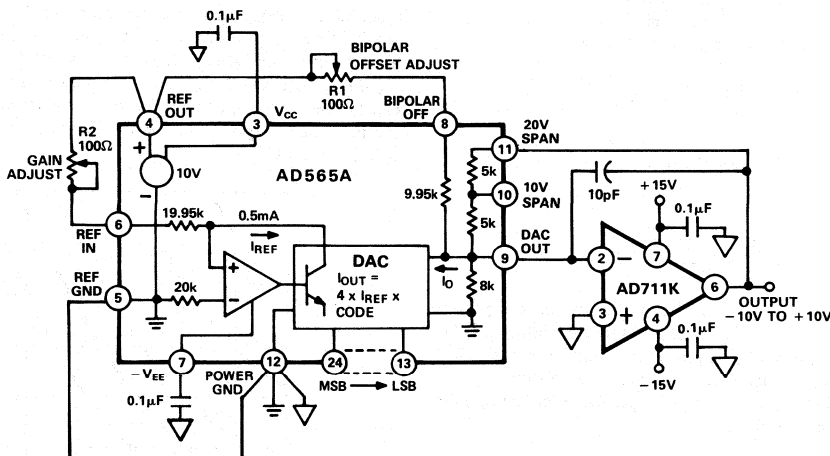 0.1μF
BIPOLAR
OFFSET ADJUST
R1
100Ω
REF
OUT
VCC
BIPOLAR
OFF
20V
SPAN
4
3
8
11
R2
100Ω
GAIN
ADJUST
+
10V
−
AD565A
9.95k
5k
10
10V
SPAN
5k
10pF
+15V
0.1μF
6
REF
IN
19.95k
0.5mA
IREF
DAC
OUT
9
2
−
7
REF
GND
5
20k
+
−
DAC
IOUT =
4 x IREF x
CODE
IO
8k
AD711K
6
OUTPUT
−10V TO +10V
3
+
4
0.1μF
−15V
7
12
24
13
−VEE
POWER
GND
MSB
LSB
0.1μF